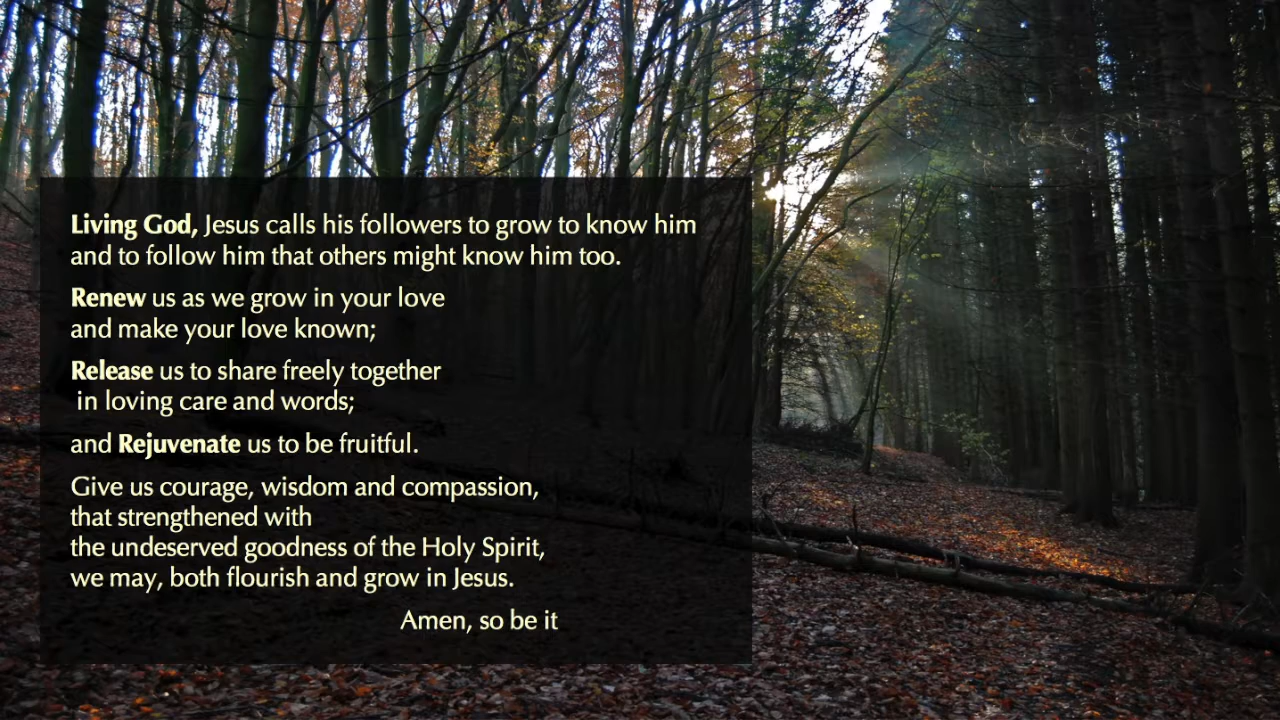 Living God, Jesus calls his followers to grow to know him
and to follow him that others might know him too.
Renew us as we grow in your love
and make your love known;
Release us to share freely together
in loving care and words;
and Rejuvenate us to be fruitful.
Give us courage, wisdom and compassion,
that strengthened with
the undeserved goodness of the Holy Spirit,
we may, both flourish and grow in Jesus.
Amen, so be it